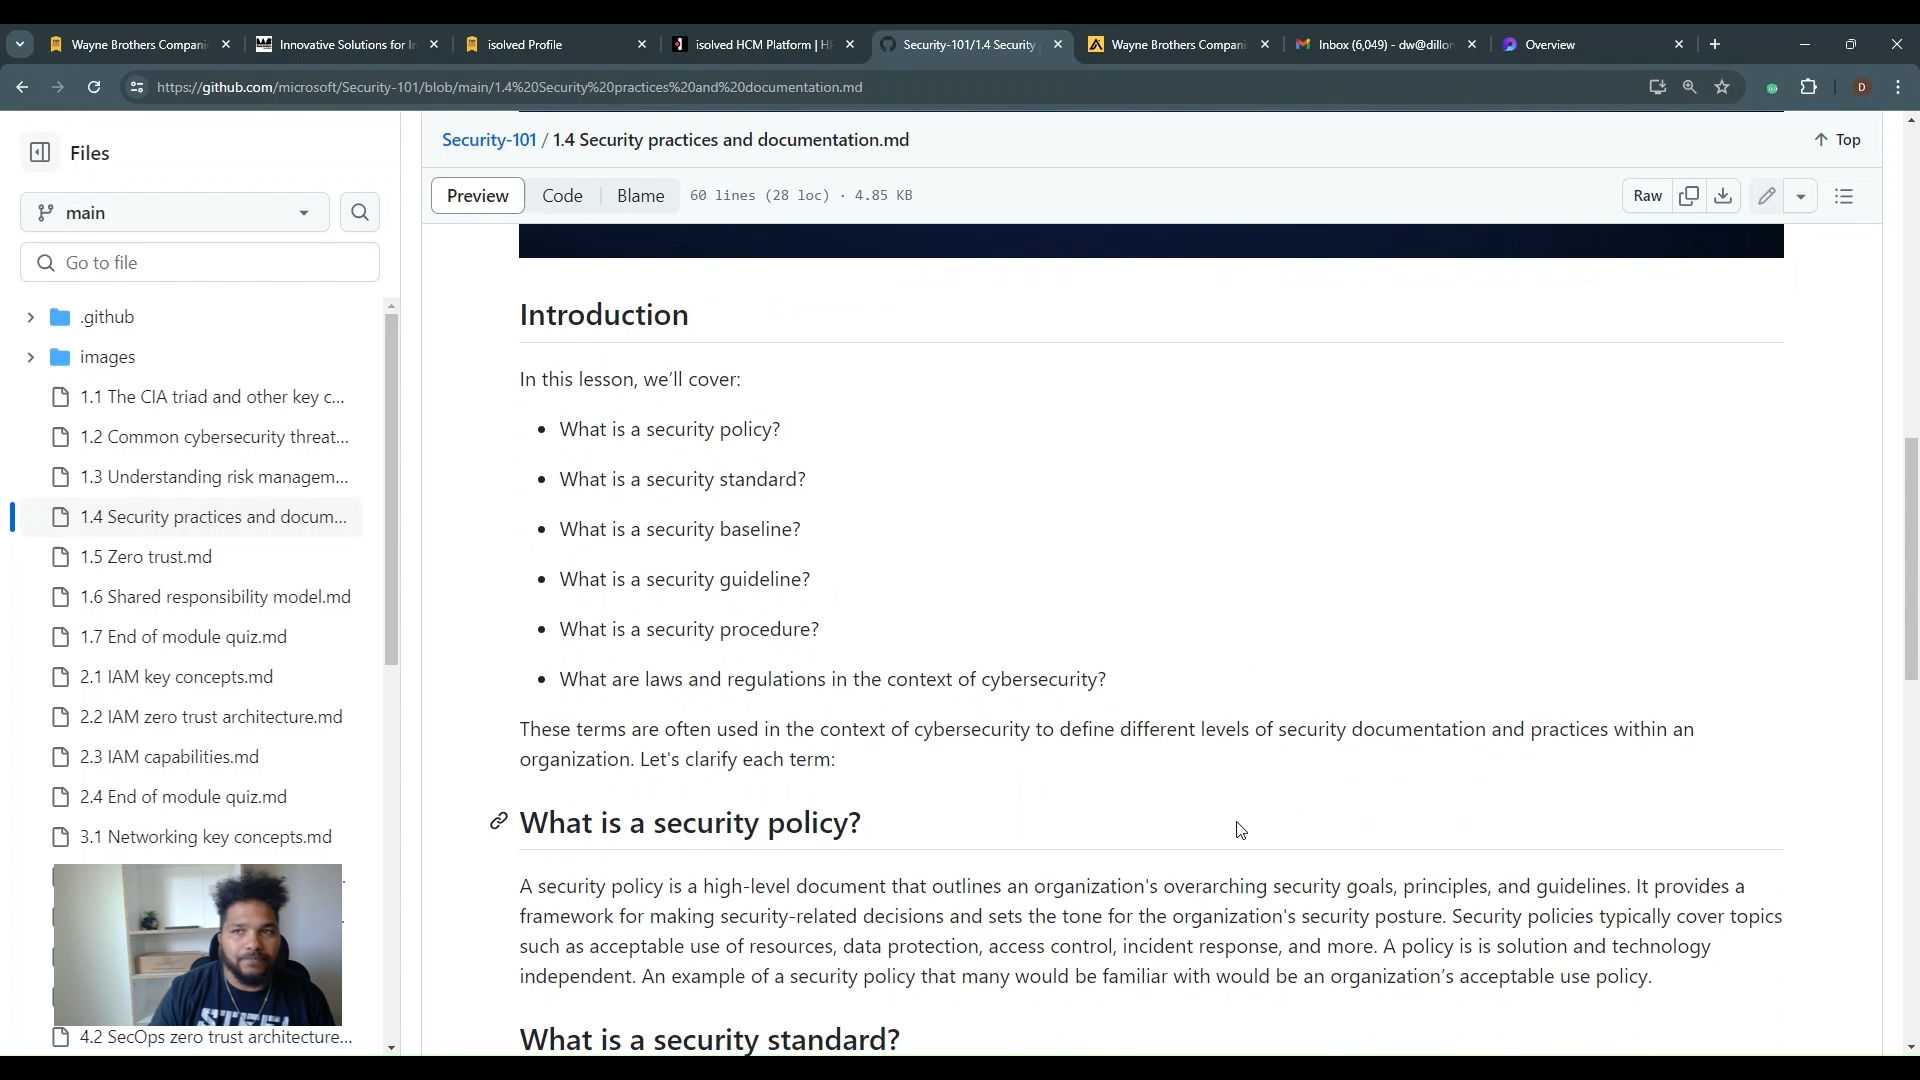 Wayne Brothers Compani
Innovative Solutions for In
isolved Profile
isolved HCM Platform | H
Security-101/1.4 Security
Wayne Brothers Compani
Inbox (6,049) - dw@dillor
Overview
https://github.com/microsoft/Security-101/blob/main/1.4%20Security%20practices%20and%20documentation.md
D
Files
main
Go to file
.github
images
1.1 The CIA triad and other key c...
1.2 Common cybersecurity threat...
1.3 Understanding risk managem...
1.4 Security practices and docum...
1.5 Zero trust.md
1.6 Shared responsibility model.md
1.7 End of module quiz.md
2.1 IAM key concepts.md
2.2 IAM zero trust architecture.md
2.3 IAM capabilities.md
2.4 End of module quiz.md
3.1 Networking key concepts.md
4.2 SecOps zero trust architecture...
Security-101 / 1.4 Security practices and documentation.md
Top
Preview Code Blame 60 lines (28 loc) · 4.85 KB
Raw
Introduction
In this lesson, we'll cover:
• What is a security policy?
• What is a security standard?
• What is a security baseline?
• What is a security guideline?
• What is a security procedure?
• What are laws and regulations in the context of cybersecurity?
These terms are often used in the context of cybersecurity to define different levels of security documentation and practices within an
organization. Let's clarify each term:
What is a security policy?
A security policy is a high-level document that outlines an organization's overarching security goals, principles, and guidelines. It provides a
framework for making security-related decisions and sets the tone for the organization's security posture. Security policies typically cover topics
such as acceptable use of resources, data protection, access control, incident response, and more. A policy is is solution and technology
independent. An example of a security policy that many would be familiar with would be an organization's acceptable use policy.
What is a security standard?